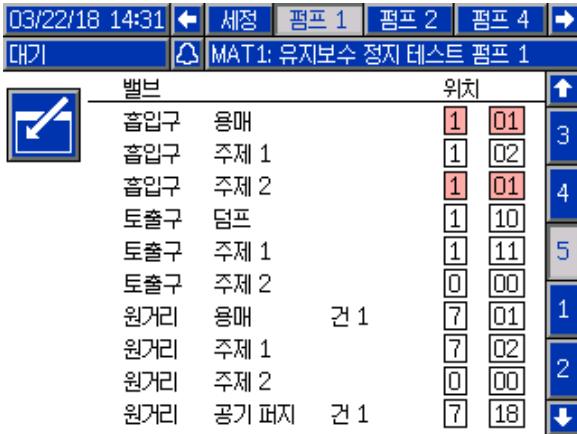 03/22/18 14:31 세정 펌프 1 펌프 2 펌프 4
대기 MAT1: 유지보수 정지 테스트 펌프 1
밸브 위치
흡입구 용매 1 01
흡입구 주제 1 1 02
흡입구 주제 2 1 01
토출구 덤프 1 10
토출구 주제 1 1 11
토출구 주제 2 0 00
원거리 용매 건 1 7 01
원거리 주제 1 7 02
원거리 주제 2 0 00
원거리 공기 퍼지 건 1 7 18
3
4
5
1
2